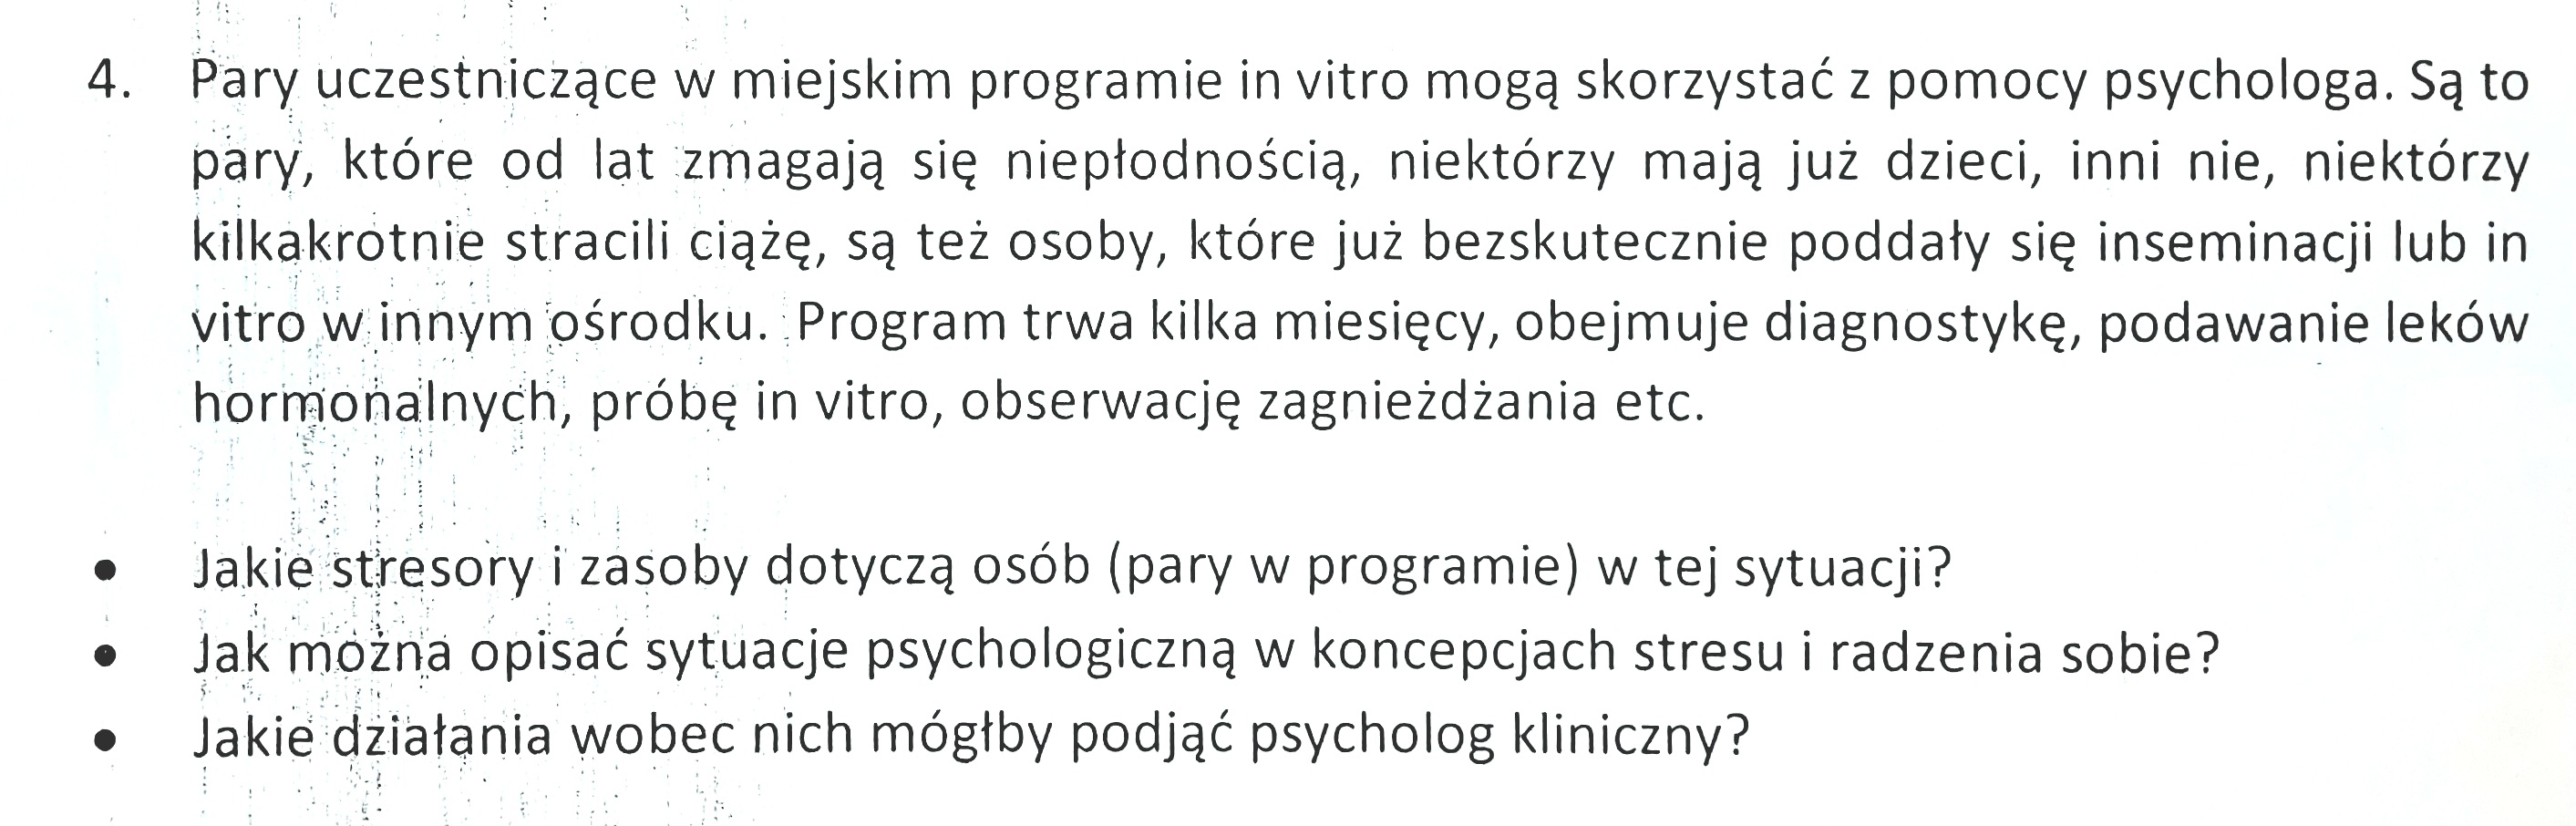 4. Pary uczestniczące w miejskim programie in vitro mogą skorzystać z pomocy psychologa. Są to
pary, które od lat zmagają się niepłodnością, niektórzy mają już dzieci, inni nie, niektórzy
kilkakrotnie stracili ciążę, są też osoby, które już bezskutecznie poddały się inseminacji lub in
vitro w innym ośrodku. Program trwa kilka miesięcy, obejmuje diagnostykę, podawanie leków
hormonalnych, próbę in vitro, obserwację zagnieżdżania etc.
• Jakie stresory i zasoby dotyczą osób (pary w programie) w tej sytuacji?
• Jak można opisać sytuacje psychologiczną w koncepcjach stresu i radzenia sobie?
• Jakie działania wobec nich mógłby podjąć psycholog kliniczny?